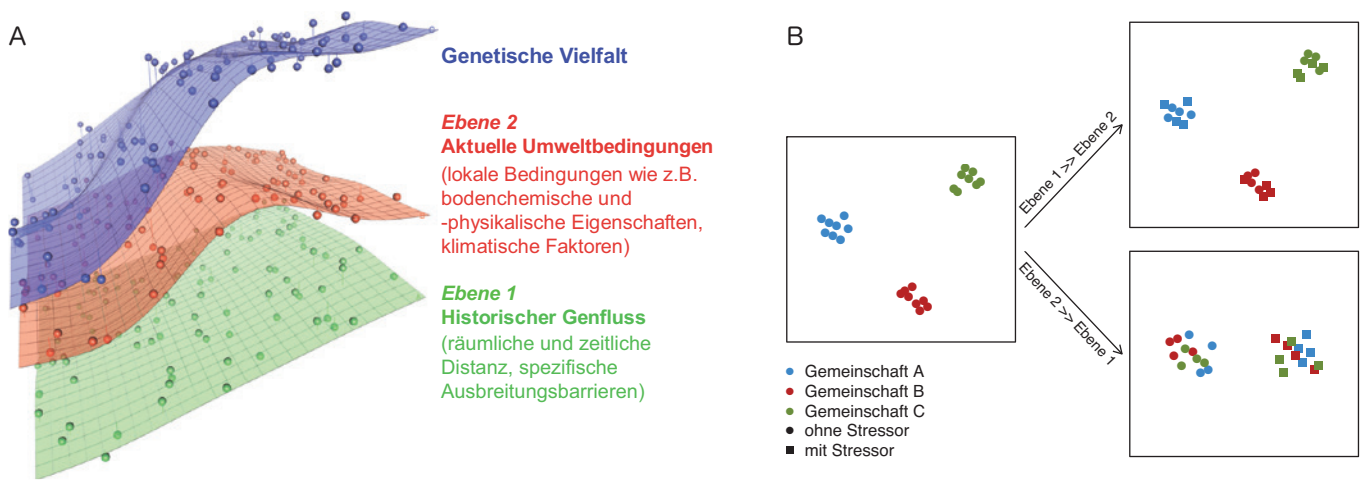 A
Genetische Vielfalt
Ebene 2
Aktuelle Umweltbedingungen
(lokale Bedingungen wie z.B.
bodenchemische und
-physikalische Eigenschaften,
klimatische Faktoren)
Ebene 1
Historischer Genfluss
(räumliche und zeitliche
Distanz, spezifische
Ausbreitungsbarrieren)
B
Ebene 1 >> Ebene 2
Ebene 2 >> Ebene 1
Gemeinschaft A
Gemeinschaft B
Gemeinschaft C
ohne Stressor
mit Stressor